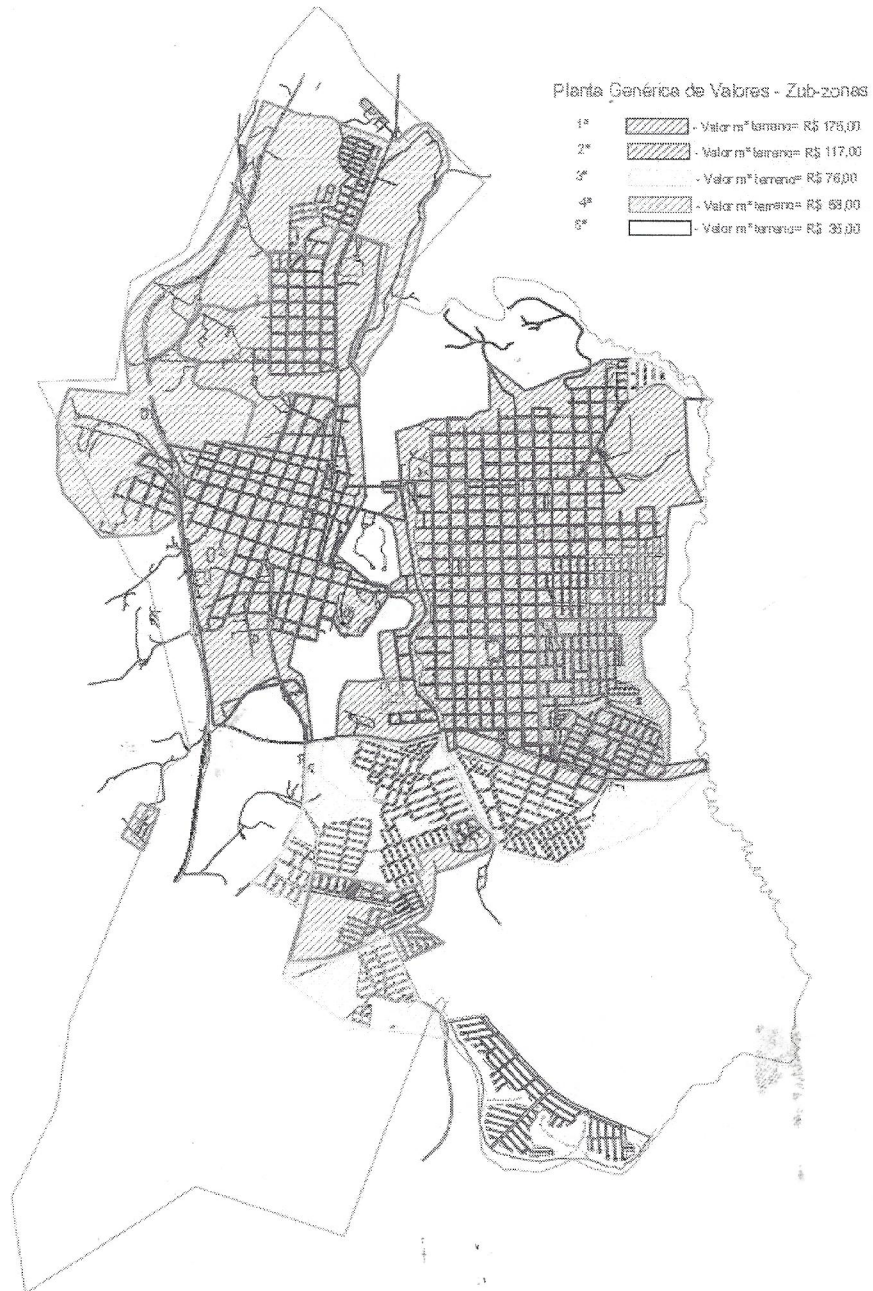 Planta Genérica de Valores - Zub-zonas
1ª - Valor m² terreno= R$ 175,00
2ª - Valor m² terreno= R$ 117,00
3ª - Valor m² terreno= R$ 76,00
4ª - Valor m² terreno= R$ 58,00
5ª - Valor m² terreno= R$ 35,00